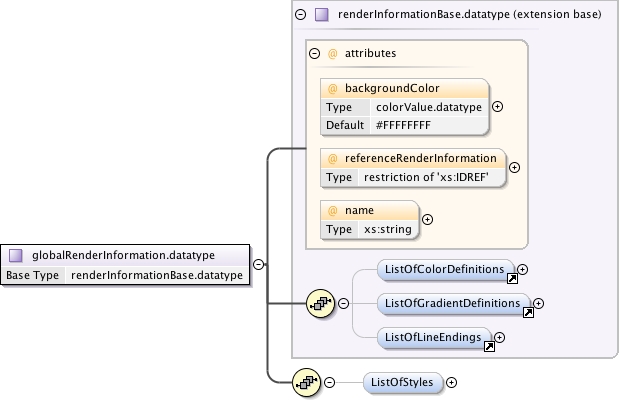 renderInformationBase.datatype (extension base)
@ attributes
@ backgroundColor
Type colorValue.datatype
Default #FFFFFFFF
@ referenceRenderInformation
Type restriction of 'xs:IDREF'
@ name
Type xs:string
globalRenderInformation.datatype
Base Type renderInformationBase.datatype
ListOfColorDefinitions
ListOfGradientDefinitions
ListOfLineEndings
ListOfStyles